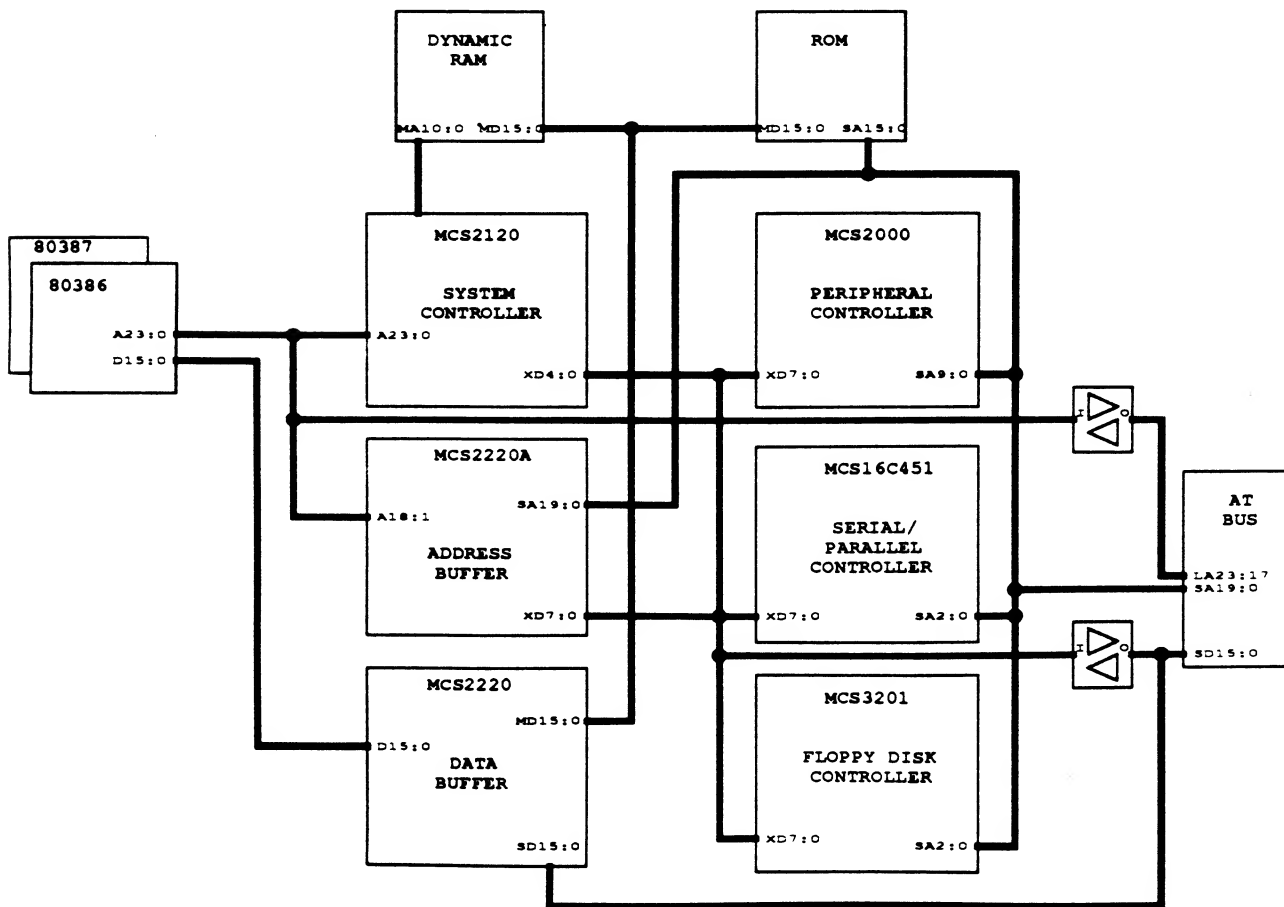 DYNAMIC
RAM
MA10:0 MD15:0
ROM
MD15:0 SA15:0
80387
80386
A23:0
D15:0
MCS2120
SYSTEM
CONTROLLER
A23:0
XD4:0
MCS2000
PERIPHERAL
CONTROLLER
XD7:0 SA9:0
I O
MCS2220A
SA19:0
A18:1
ADDRESS
BUFFER
XD7:0
MCS16C451
SERIAL/
PARALLEL
CONTROLLER
XD7:0 SA2:0
AT
BUS
LA23:17
SA19:0
SD15:0
I O
MCS2220
MD15:0
D15:0
DATA
BUFFER
SD15:0
MCS3201
FLOPPY DISK
CONTROLLER
XD7:0
SA2:0